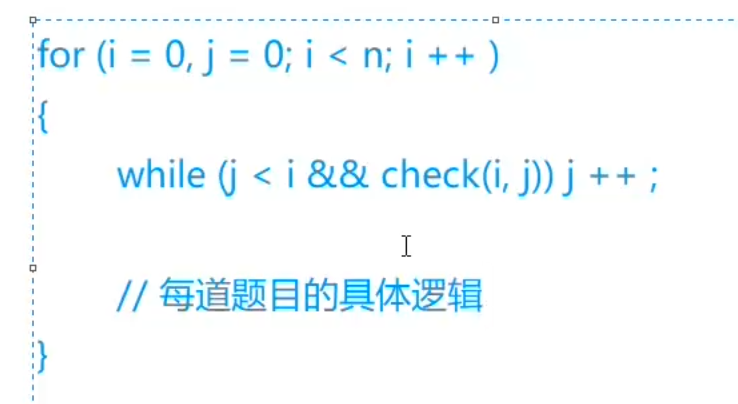 for (i = 0, j = 0; i < n; i ++ )
{
while (j < i && check(i, j)) j ++ ;
// 每道题目的具体逻辑
}